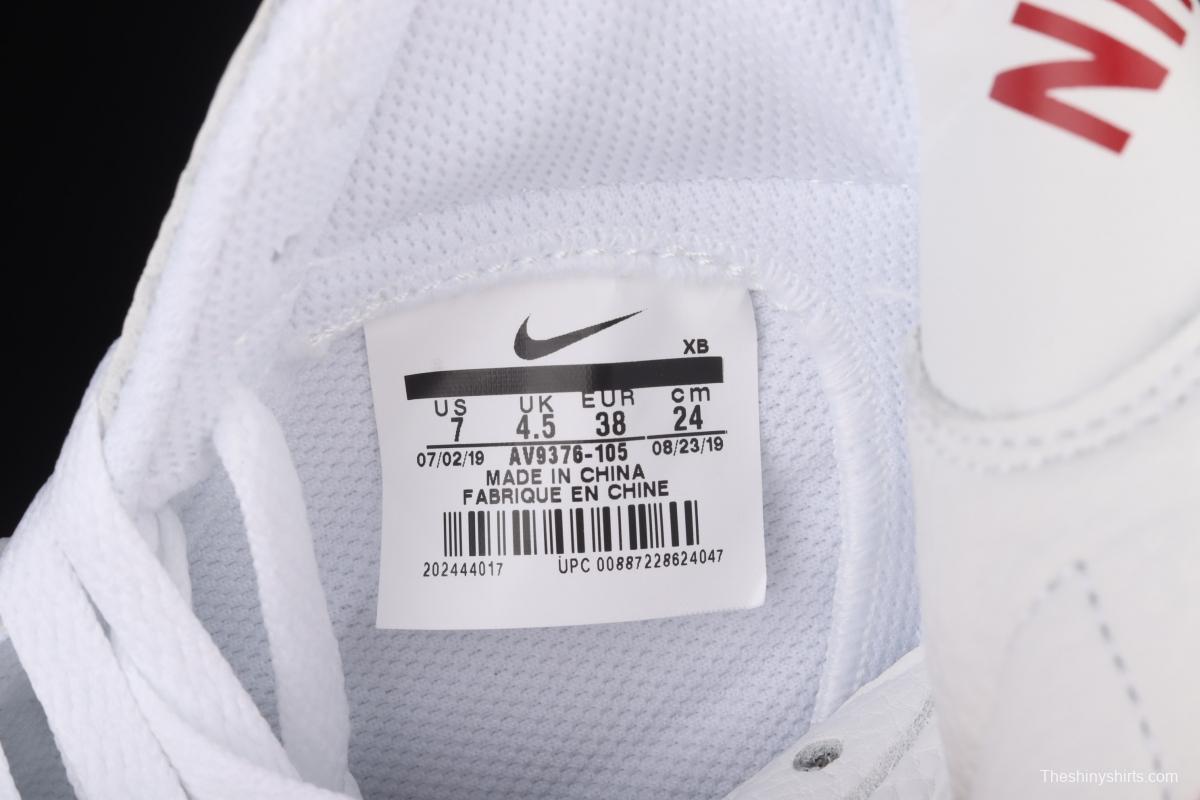 NI
XB
US UK EUR cm
7 4.5 38 24
07/02/19 AV9376-105 08/23/19
MADE IN CHINA
FABRIQUE EN CHINE
202444017 UPC 00887228624047
Theshinyshirts.com